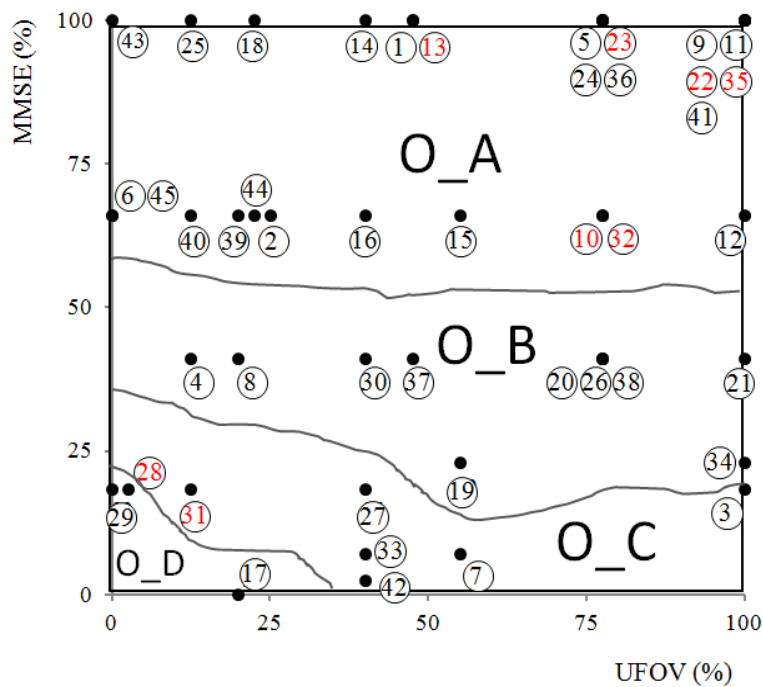 100
43 25 18 14 1 13 5 23 9 11
24 36 22 35
41
MMSE (%)
O_A
75
6 45 44
40 39 2 16 15 10 32 12
50
O_B
4 8 30 37 20 26 38 21
25
28 34
19
29 31 27 3
O_D 33 O_C
17 42 7
0
0 25 50 75 100
UFOV (%)